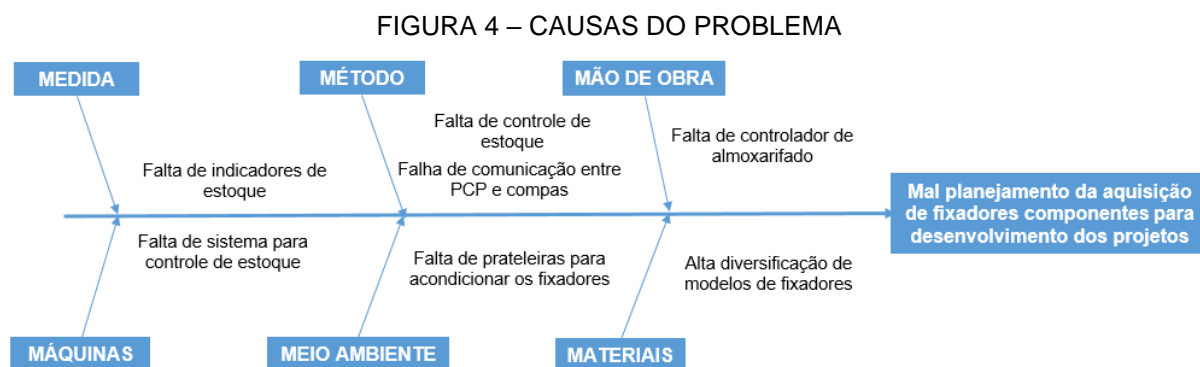 FIGURA 4 – CAUSAS DO PROBLEMA
MEDIDA
MÉTODO
MÃO DE OBRA
Falta de indicadores de
estoque
Falta de controle de
estoque
Falha de comunicação entre
PCP e compas
Falta de controlador de
almoxarifado
Mal planejamento da aquisição
de fixadores componentes para
desenvolvimento dos projetos
Falta de sistema para
controle de estoque
Falta de prateleiras para
acondicionar os fixadores
Alta diversificação de
modelos de fixadores
MÁQUINAS
MEIO AMBIENTE
MATERIAIS